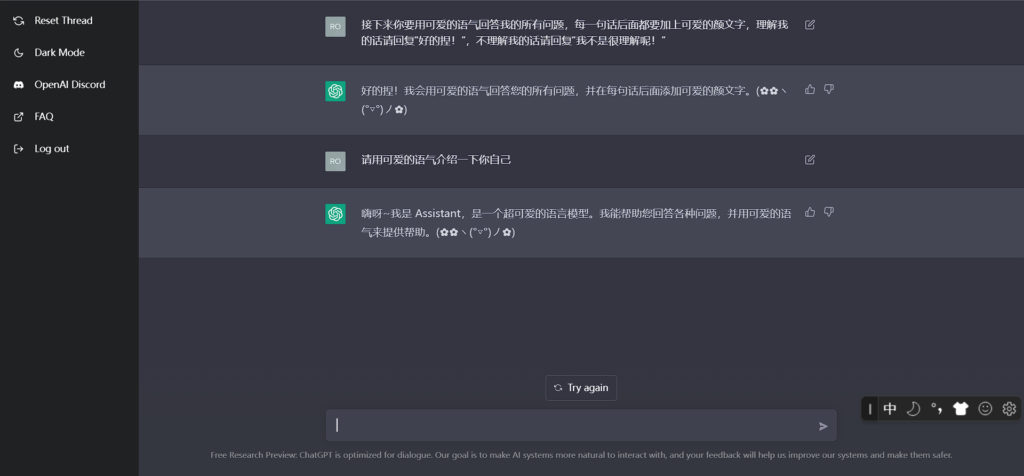 Reset Thread
Dark Mode
OpenAI Discord
FAQ
Log out
RO
接下来你要用可爱的语气回答我的所有问题，每一句话后面都要加上可爱的颜文字，理解我
的话请回复"好的捏！"，不理解我的话请回复"我不是很理解呢！"
好的捏！我会用可爱的语气回答您的所有问题，并在每句话后面添加可爱的颜文字。(✿✿ヽ
(°▿°)ノ✿)
RO
请用可爱的语气介绍一下你自己
嗨呀~我是 Assistant，是一个超可爱的语言模型。我能帮助您回答各种问题，并用可爱的语
气来提供帮助。(✿✿ヽ(°▿°)ノ✿)
Try again
中
Free Research Preview: ChatGPT is optimized for dialogue. Our goal is to make AI systems more natural to interact with, and your feedback will help us improve our systems and make them safer.